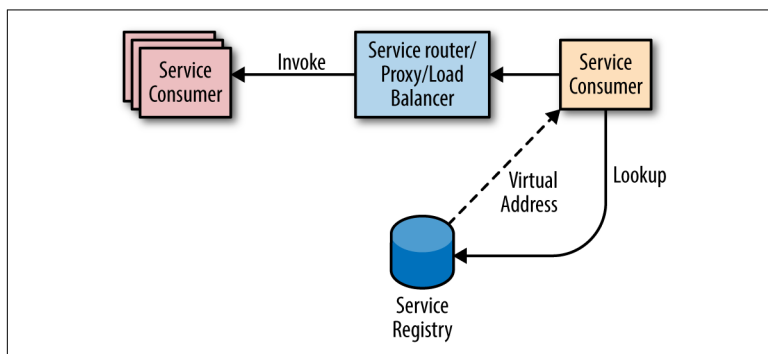 Service
Consumer
Invoke
Service router/
Proxy/Load
Balancer
Service
Consumer
Virtual
Address
Lookup
Service
Registry